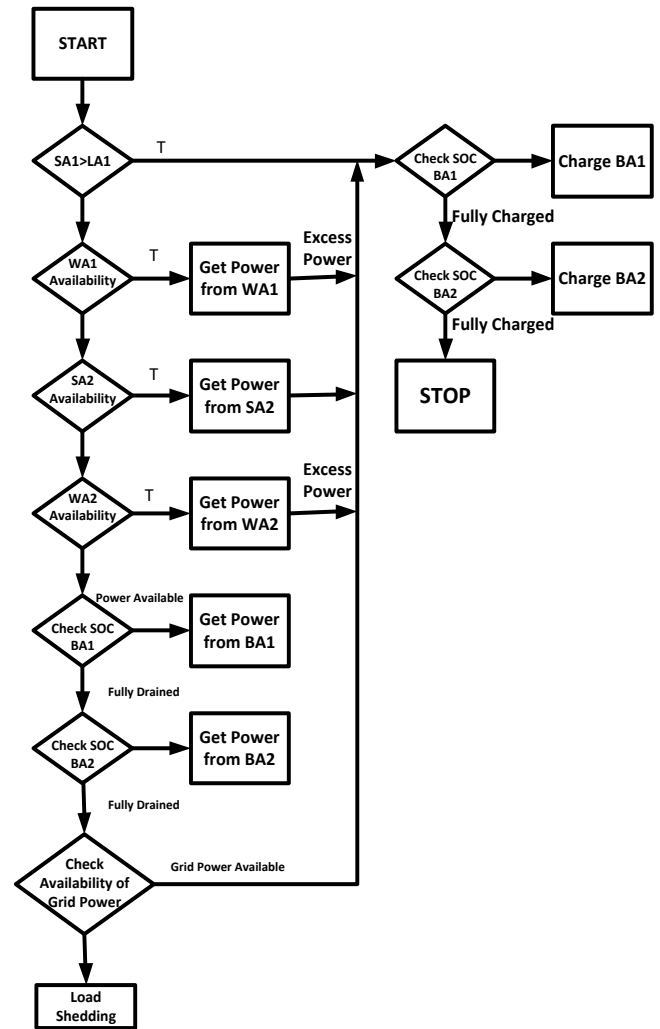 START
SA1>LA1
T
Check SOC
BA1
Charge BA1
Fully Charged
WA1
Availability
T
Get Power
from WA1
Excess
Power
Check SOC
BA2
Charge BA2
Fully Charged
SA2
Availability
T
Get Power
from SA2
STOP
WA2
Availability
T
Get Power
from WA2
Excess
Power
Power Available
Check SOC
BA1
Get Power
from BA1
Fully Drained
Check SOC
BA2
Get Power
from BA2
Fully Drained
Check
Availability of
Grid Power
Grid Power Available
Load
Shedding